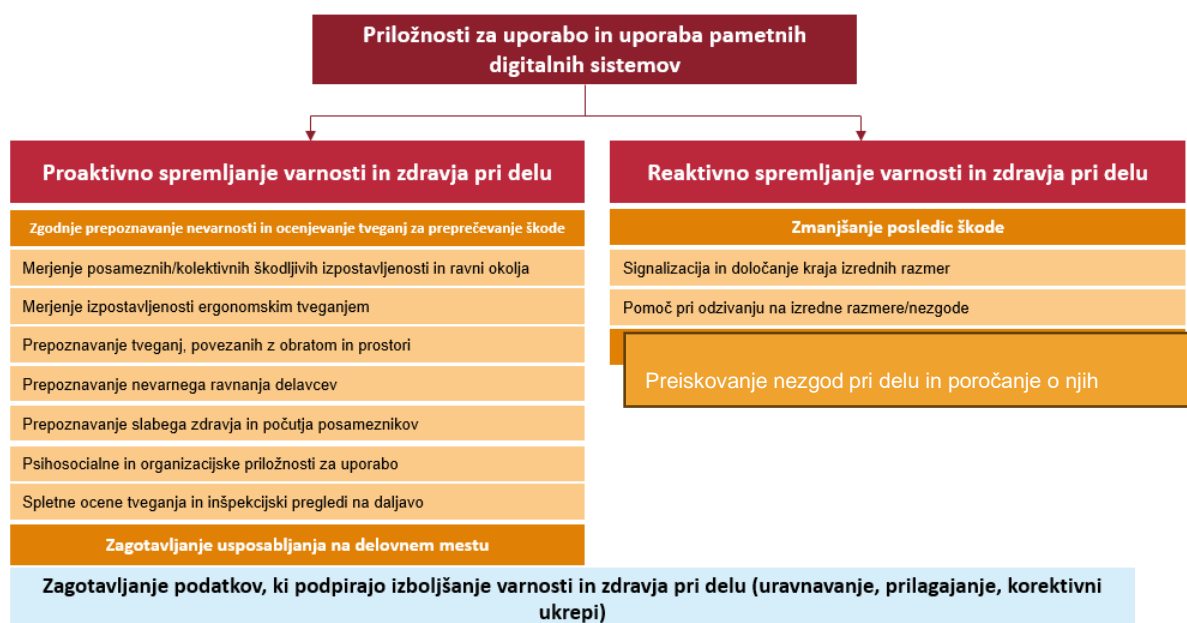 Priložnosti za uporabo in uporaba pametnih
digitalnih sistemov
Proaktivno spremljanje varnosti in zdravja pri delu
Zgodnje prepoznavanje nevarnosti in ocenjevanje tveganj za preprečevanje škode
Merjenje posameznih/kolektivnih škodljivih izpostavljenosti in ravni okolja
Merjenje izpostavljenosti ergonomskim tveganjem
Prepoznavanje tveganj, povezanih z obratom in prostori
Prepoznavanje nevarnega ravnanja delavcev
Prepoznavanje slabega zdravja in počutja posameznikov
Psihosocialne in organizacijske priložnosti za uporabo
Spletne ocene tveganja in inšpekcijski pregledi na daljavo
Zagotavljanje usposabljanja na delovnem mestu
Reaktivno spremljanje varnosti in zdravja pri delu
Zmanjšanje posledic škode
Signalizacija in določanje kraja izrednih razmer
Pomoč pri odzivanju na izredne razmere/nezgode
Preiskovanje nezgod pri delu in poročanje o njih
Zagotavljanje podatkov, ki podpirajo izboljšanje varnosti in zdravja pri delu (uravnavanje, prilagajanje, korektivni
ukrepi)